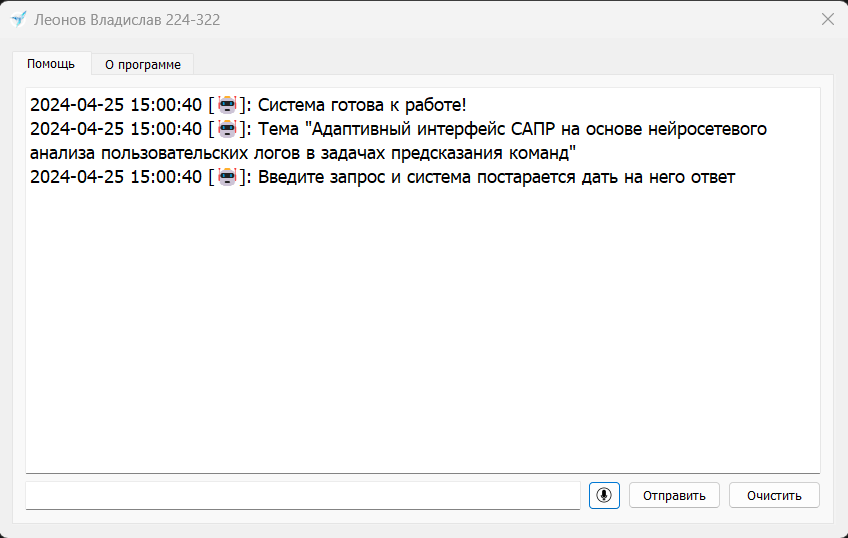 Леонов Владислав 224-322
Помощь
О программе
2024-04-25 15:00:40 [🤖]: Система готова к работе!
2024-04-25 15:00:40 [🤖]: Тема "Адаптивный интерфейс САПР на основе нейросетевого
анализа пользовательских логов в задачах предсказания команд"
2024-04-25 15:00:40 [🤖]: Введите запрос и система постарается дать на него ответ
Отправить
Очистить